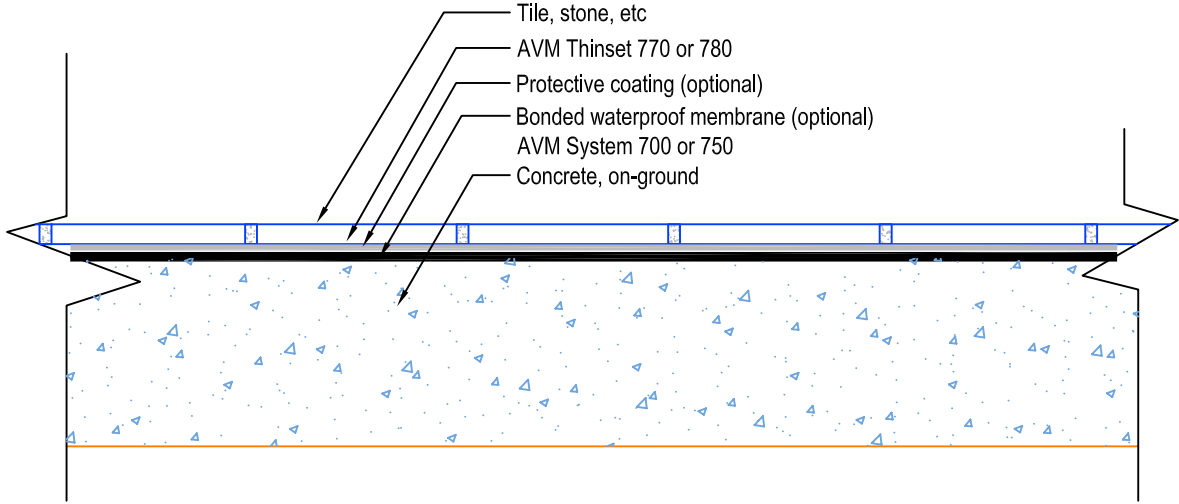 Tile, stone, etc
AVM Thinset 770 or 780
Protective coating (optional)
Bonded waterproof membrane (optional)
AVM System 700 or 750
Concrete, on-ground